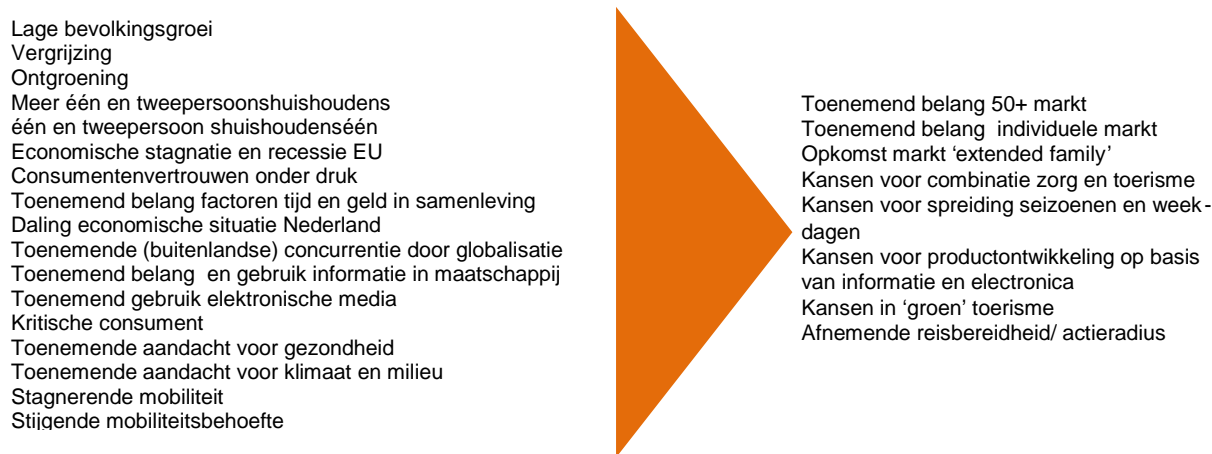 Lage bevolkingsgroei
Vergrijzing
Ontgroening
Meer één en tweepersoonshuishoudens
één en tweepersoon shuishoudenséén
Economische stagnatie en recessie EU
Consumentenvertrouwen onder druk
Toenemend belang factoren tijd en geld in samenleving
Daling economische situatie Nederland
Toenemende (buitenlandse) concurrentie door globalisatie
Toenemend belang  en gebruik informatie in maatschappij
Toenemend gebruik elektronische media
Kritische consument
Toenemende aandacht voor gezondheid
Toenemende aandacht voor klimaat en milieu
Stagnerende mobiliteit
Stijgende mobiliteitsbehoefte
Toenemend belang 50+ markt
Toenemend belang  individuele markt
Opkomst markt ‘extended family’
Kansen voor combinatie zorg en toerisme
Kansen voor spreiding seizoenen en week-
dagen
Kansen voor productontwikkeling op basis
van informatie en electronica
Kansen in ‘groen’ toerisme
Afnemende reisbereidheid/ actieradius